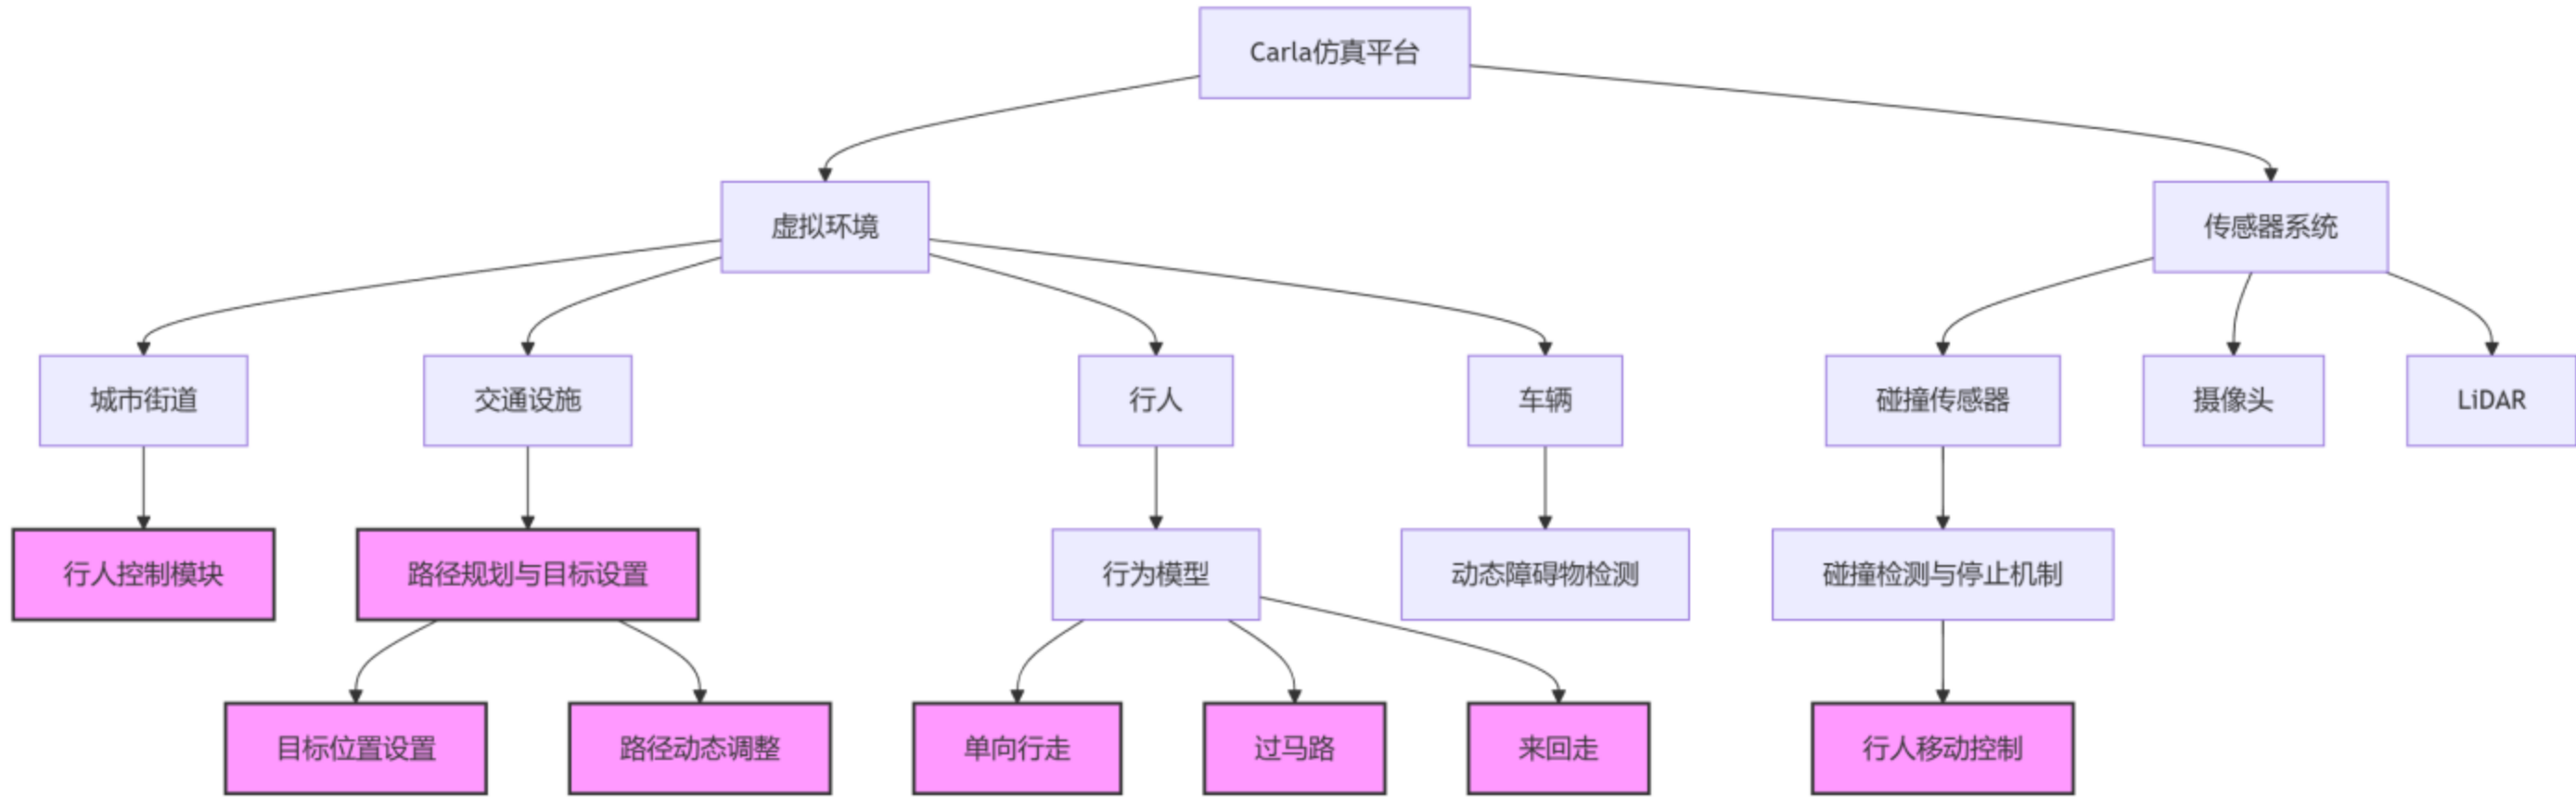 Carla仿真平台
虚拟环境
传感器系统
城市街道
交通设施
行人
车辆
碰撞传感器
摄像头
LiDAR
行人控制模块
路径规划与目标设置
行为模型
动态障碍物检测
碰撞检测与停止机制
目标位置设置
路径动态调整
单向行走
过马路
来回走
行人移动控制